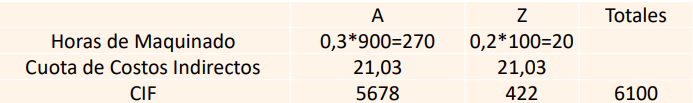 A Z Totales
Horas de Maquinado 0,3*900=270 0,2*100=20
Cuota de Costos Indirectos 21,03 21,03
CIF 5678 422 6100